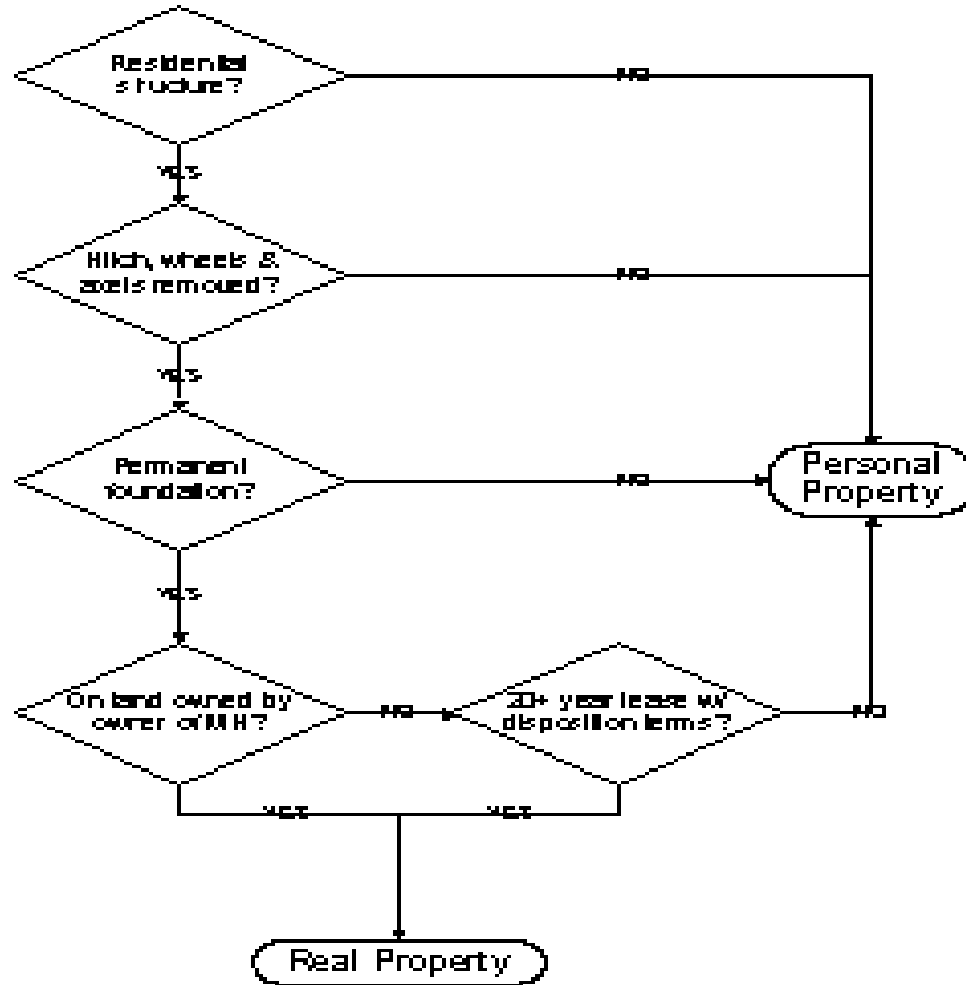 Residential
structure?
NO
YES
Hitch, wheels &
axels removed?
NO
YES
Permanent
foundation?
NO
Personal
Property
YES
On land owned by
owner of MH?
NO
20+ year lease w/
disposition terms?
NO
YES
YES
Real Property